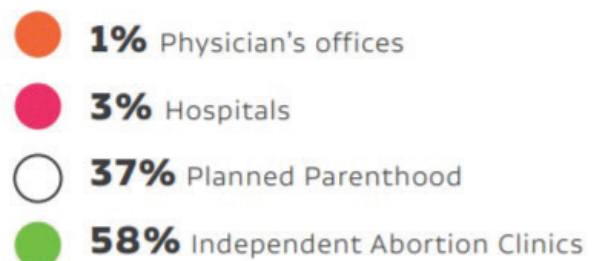 1% Physician's offices
3% Hospitals
37% Planned Parenthood
58% Independent Abortion Clinics